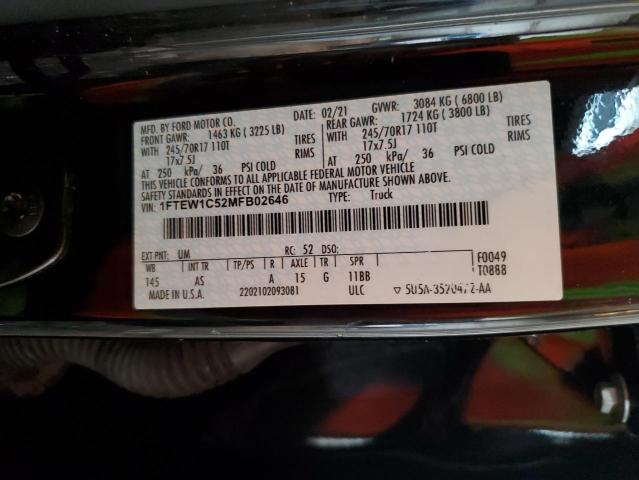 MFD. BY FORD MOTOR CO. DATE: 02/21 GVWR: 3084 KG ( 6800 LB)
FRONT GAWR: 1463 KG ( 3225 LB) REAR GAWR: 1724 KG ( 3800 LB)
WITH 245/70R17 110T TIRES WITH 245/70R17 110T TIRES
17x7.5J RIMS 17x7.5J RIMS
AT 250 kPa/ 36 PSI COLD AT 250 kPa/ 36 PSI COLD
THIS VEHICLE CONFORMS TO ALL APPLICABLE FEDERAL MOTOR VEHICLE
SAFETY STANDARDS IN EFFECT ON THE DATE OF MANUFACTURE SHOWN ABOVE.
VIN: 1FTEW1C52MFB02646 TYPE: Truck
EXT PNT: UM RC: 52 DSO: F0049
WB INT TR TP/PS R AXLE TR SPR T0888
145 AS A 15 G 11BB
MADE IN U.S.A. 2202102093081 ULC